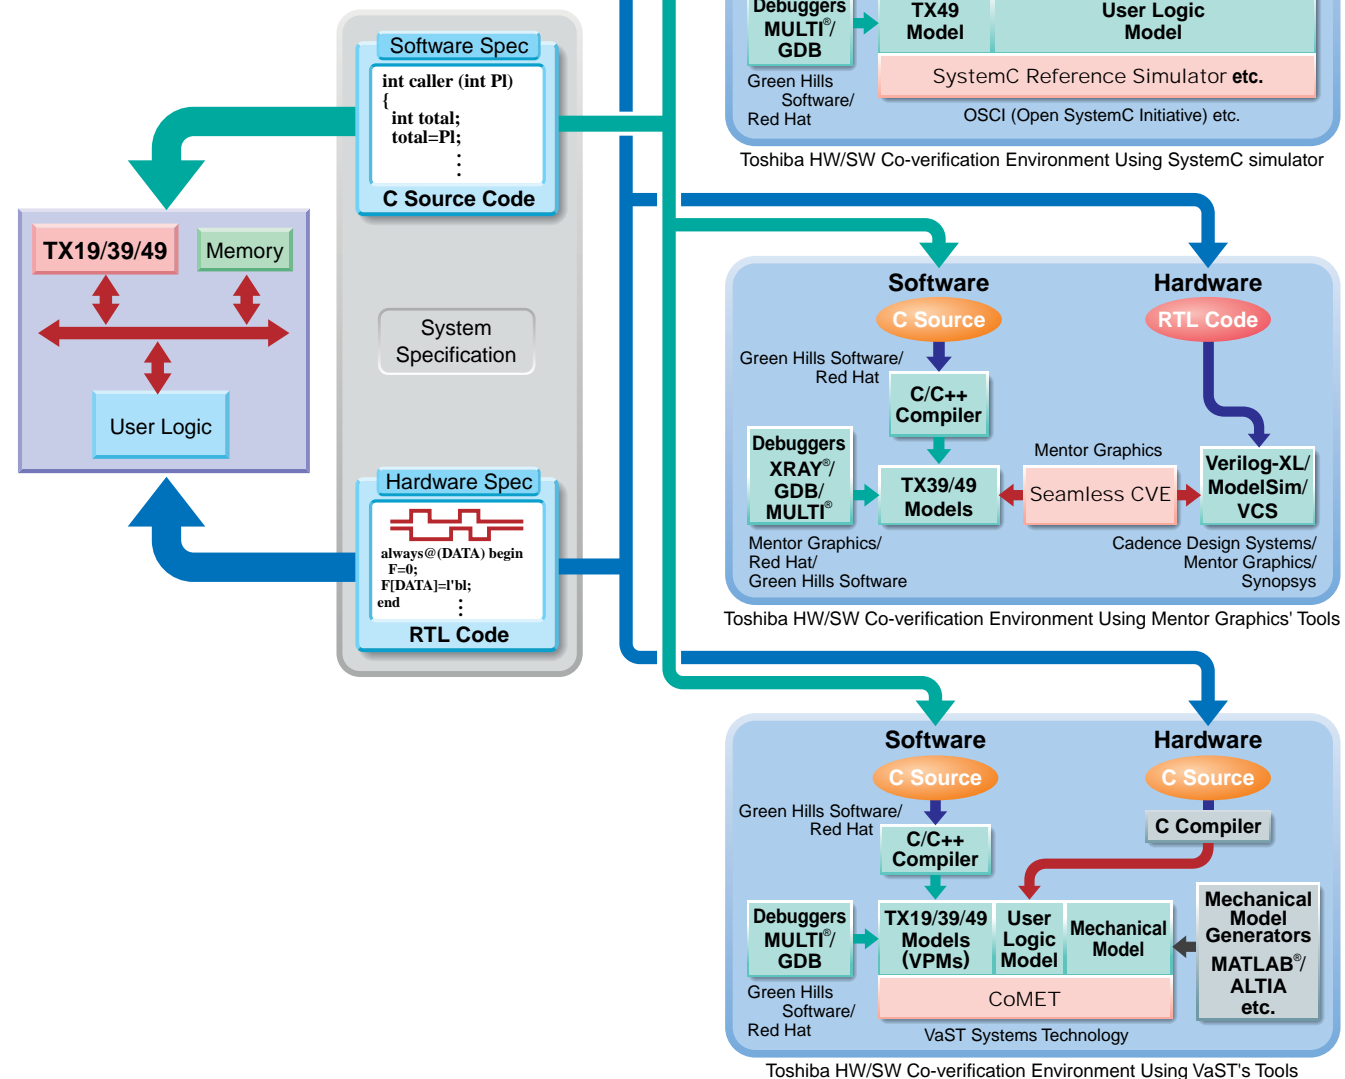 Software Spec
int caller (int Pl)
{
int total;
total=Pl;
C Source Code
TX19/39/49
Memory
User Logic
System
Specification
Hardware Spec
always@(DATA) begin
F=0;
F[DATA]=l'bl;
end
RTL Code
Debuggers
MULTI®/
GDB
TX49
Model
User Logic
Model
SystemC Reference Simulator etc.
Green Hills
Software/
Red Hat
OSCI (Open SystemC Initiative) etc.
Toshiba HW/SW Co-verification Environment Using SystemC simulator
Software
Hardware
C Source
RTL Code
Green Hills Software/
Red Hat
C/C++
Compiler
Debuggers
XRAY®/
GDB/
MULTI®
TX39/49
Models
Mentor Graphics
Seamless CVE
Verilog-XL/
ModelSim/
VCS
Mentor Graphics/
Red Hat/
Green Hills Software
Cadence Design Systems/
Mentor Graphics/
Synopsys
Toshiba HW/SW Co-verification Environment Using Mentor Graphics' Tools
Software
Hardware
C Source
C Source
Green Hills Software/
Red Hat
C/C++
Compiler
C Compiler
Debuggers
MULTI®/
GDB
TX19/39/49
Models
(VPMs)
User
Logic
Model
Mechanical
Model
Mechanical
Model
Generators
MATLAB®/
ALTIA
etc.
CoMET
Green Hills
Software/
Red Hat
VaST Systems Technology
Toshiba HW/SW Co-verification Environment Using VaST's Tools